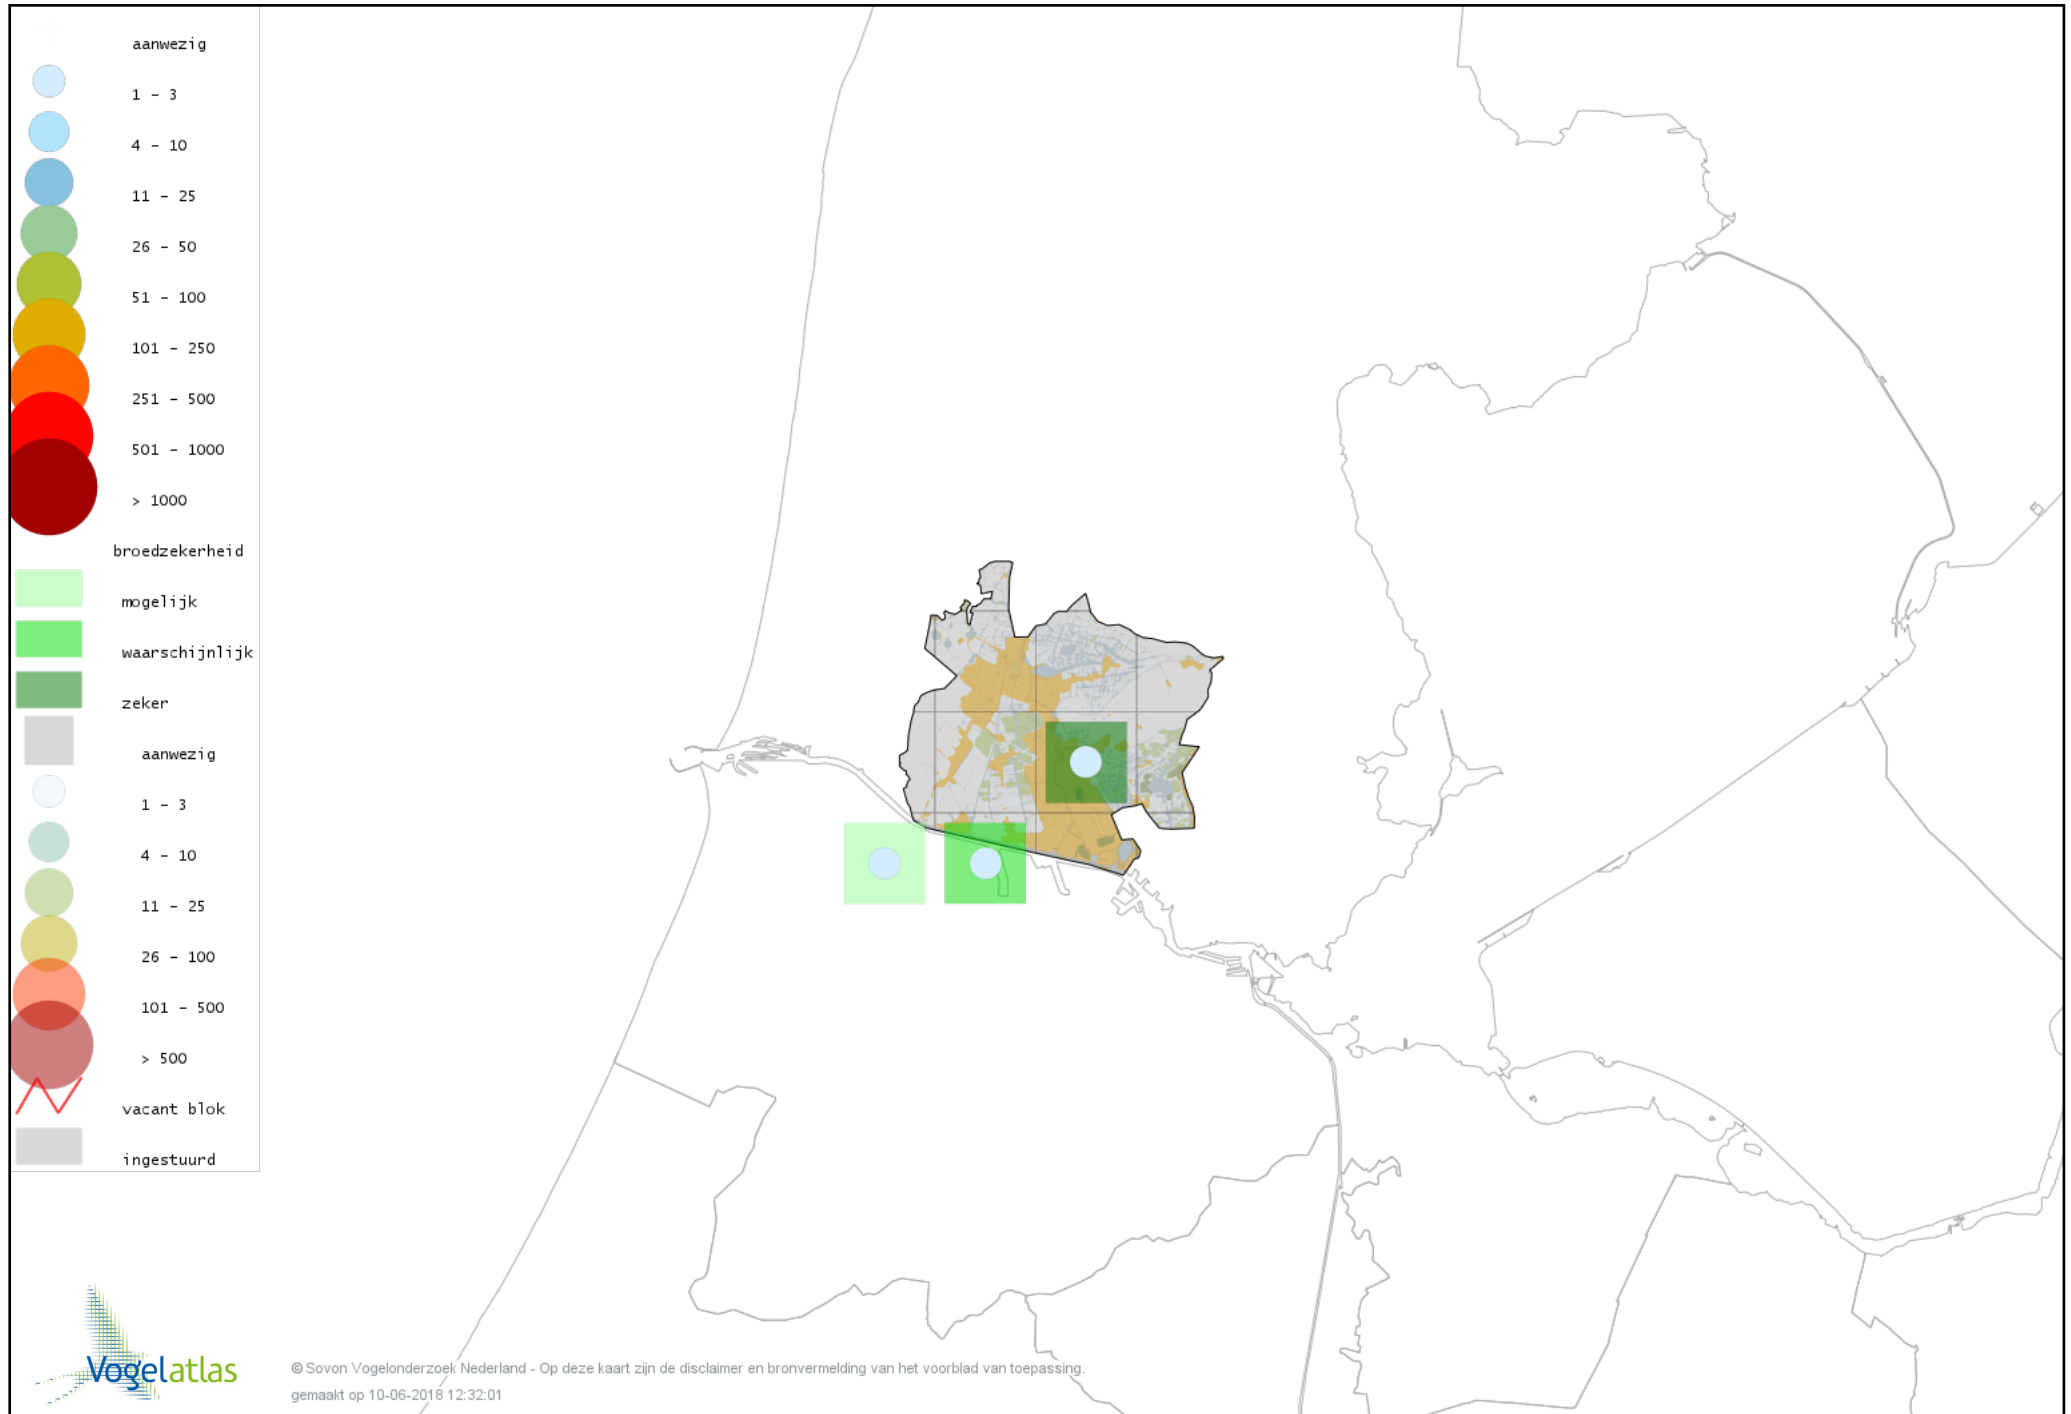 aanwezig
1 – 3
4 – 10
11 – 25
26 – 50
51 – 100
101 – 250
251 – 500
501 – 1000
> 1000
broedzekerheid
mogelijk
waarschijnlijk
zeker
aanwezig
1 – 3
4 – 10
11 – 25
26 – 100
101 – 500
> 500
vacant blok
ingestuurd
Vogelatlas
© Sovon Vogelonderzoek Nederland - Op deze kaart zijn de disclaimer en bronvermelding van het voorblad van toepassing.
gemaakt op 10-06-2018 12:32:01